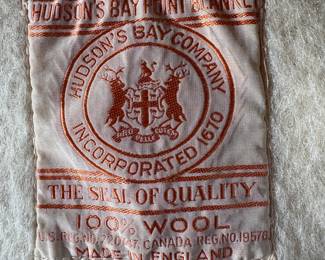 HUDSON'S BAY POINT BLANKET
HUDSON'S BAY COMPANY
INCORPORATED 1670
PRO PELLE CUTEM
THE SEAL OF QUALITY
100% WOOL
CANADA REG.NO.
MADE IN ENGLAND